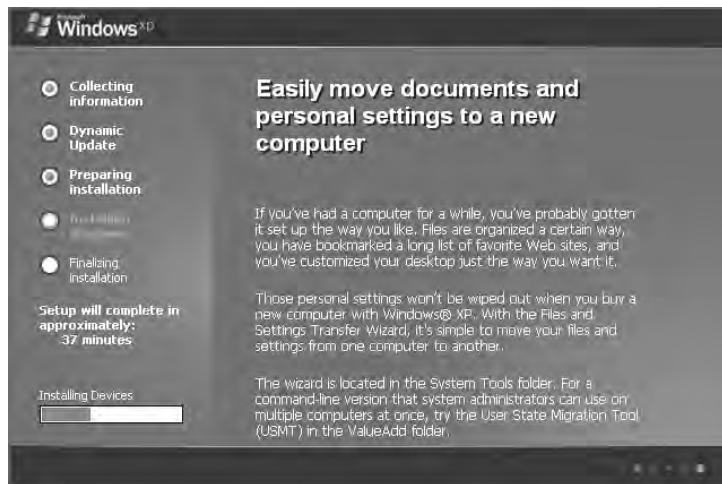 Microsoft
Windows xp
Collecting
information
Dynamic
Update
Preparing
installation
Finalizing
installation
Setup will complete in
approximately:
37 minutes
Installing Devices
Easily move documents and
personal settings to a new
computer
If you've had a computer for a while, you've probably gotten
it set up the way you like. Files are organized a certain way,
you have bookmarked a long list of favorite Web sites, and
you've customized your desktop just the way you want it.
Those personal settings won't be wiped out when you buy a
new computer with Windows® XP. With the Files and
Settings Transfer Wizard, it's simple to move your files and
settings from one computer to another.
The wizard is located in the System Tools folder. For a
command-line version that system administrators can use on
multiple computers at once, try the User State Migration Tool
(USMT) in the ValueAdd folder.